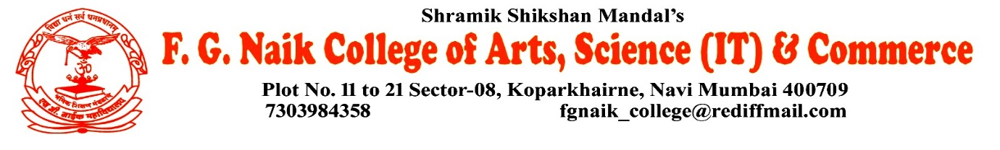 विद्या धनं सर्व धनप्रधानम्
ॐ
श्रमिक शिक्षण मंडळाचे
एफ. जी. नाईक महाविद्यालय
Shramik Shikshan Mandal’s
F. G. Naik College of Arts, Science (IT) & Commerce
Plot No. 11 to 21 Sector-08, Koparkhairne, Navi Mumbai 400709
7303984358 fgnaik_college@rediffmail.com